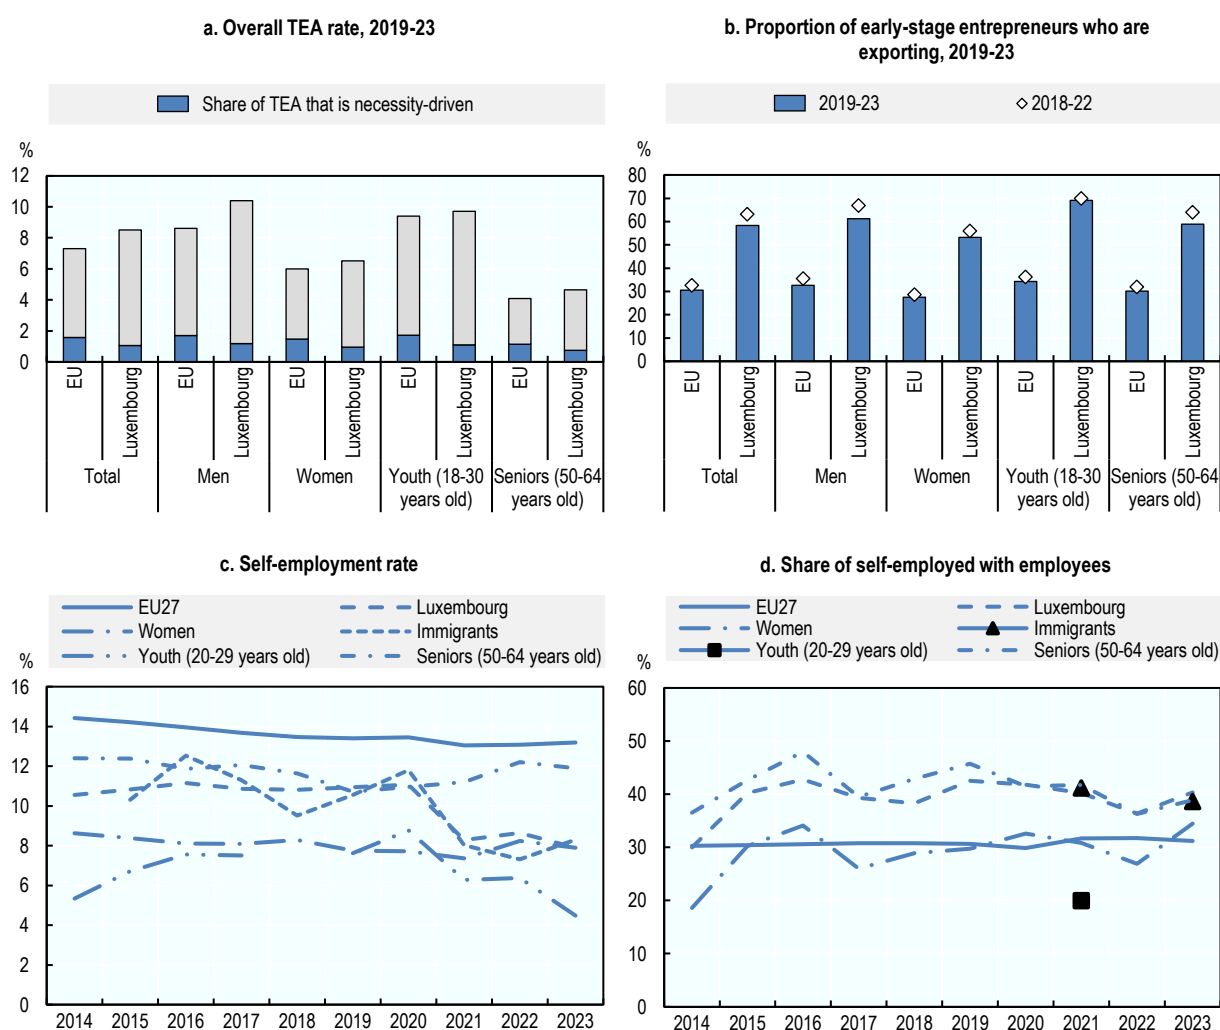 a. Overall TEA rate, 2019-23
Share of TEA that is necessity-driven
%
12
10
8
6
4
2
0
EU
Luxembourg
EU
Luxembourg
EU
Luxembourg
EU
Luxembourg
EU
Luxembourg
Total
Men
Women
Youth (18-30
years old)
Seniors (50-64
years old)
b. Proportion of early-stage entrepreneurs who are
exporting, 2019-23
2019-23
2018-22
%
80
70
60
50
40
30
20
10
0
EU
Luxembourg
EU
Luxembourg
EU
Luxembourg
EU
Luxembourg
EU
Luxembourg
Total
Men
Women
Youth (18-30
years old)
Seniors (50-64
years old)
c. Self-employment rate
EU27
Luxembourg
Women
Immigrants
Youth (20-29 years old)
Seniors (50-64 years old)
%
16
14
12
10
8
6
4
2
0
2014 2015 2016 2017 2018 2019 2020 2021 2022 2023
d. Share of self-employed with employees
EU27
Luxembourg
Women
Immigrants
Youth (20-29 years old)
Seniors (50-64 years old)
%
60
50
40
30
20
10
0
2014 2015 2016 2017 2018 2019 2020 2021 2022 2023